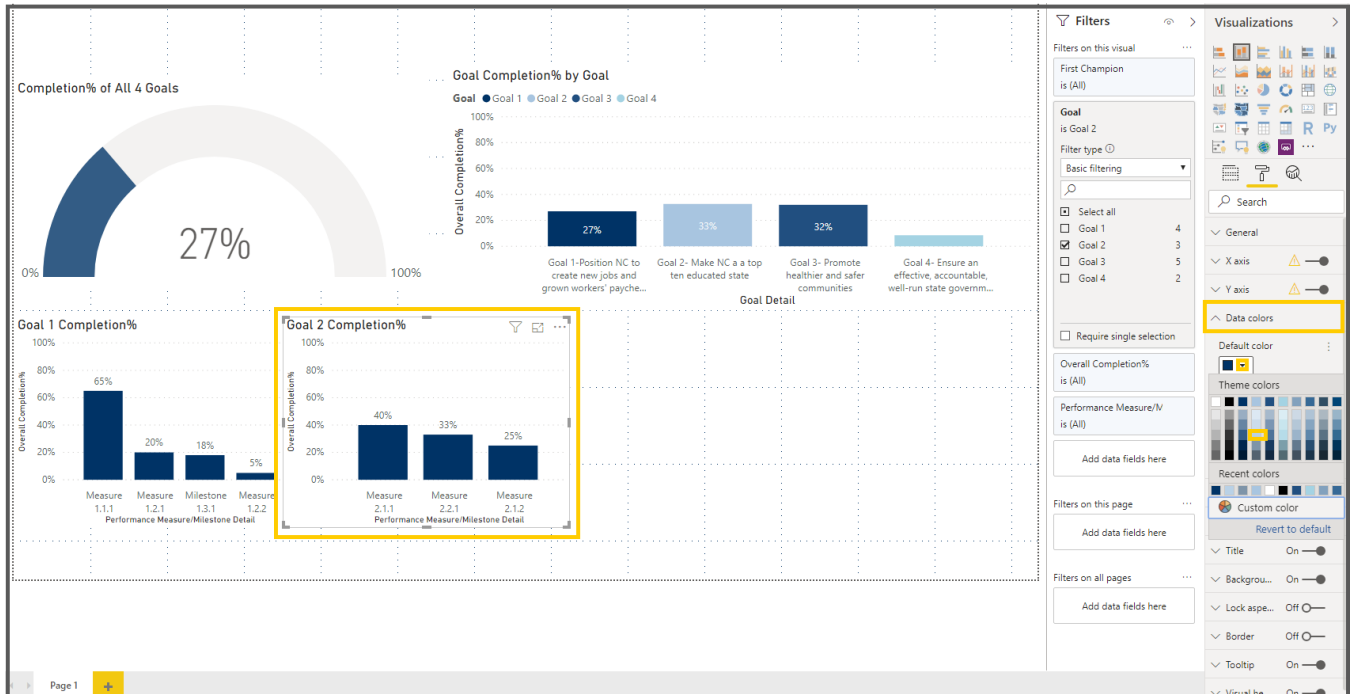 Completion% of All 4 Goals
27%
0%
100%
Goal Completion% by Goal
Goal Goal 1 Goal 2 Goal 3 Goal 4
Overall Completion%
100%
80%
60%
40%
20%
0%
27%
33%
32%
Goal 1-Position NC to
create new jobs and
grown workers' payche...
Goal 2- Make NC a a top
ten educated state
Goal 3- Promote
healthier and safer
communities
Goal 4- Ensure an
effective, accountable,
well-run state governm...
Goal Detail
Goal 1 Completion%
Overall Completion%
100%
80%
60%
40%
20%
0%
65%
20%
18%
5%
Measure
1.1.1
Measure
1.2.1
Milestone
1.3.1
Measure
1.2.2
Performance Measure/Milestone Detail
Goal 2 Completion%
Overall Completion%
100%
80%
60%
40%
20%
0%
40%
33%
25%
Measure
2.1.1
Measure
2.2.1
Measure
2.1.2
Performance Measure/Milestone Detail
Page 1
+
Filters
Filters on this visual
First Champion
is (All)
Goal
is Goal 2
Filter type
Basic filtering
Select all
Goal 1 4
Goal 2 3
Goal 3 5
Goal 4 2
Require single selection
Overall Completion%
is (All)
Performance Measure/M
is (All)
Add data fields here
Filters on this page
Add data fields here
Filters on all pages
Add data fields here
Visualizations
R Py
Search
General
X axis
Y axis
Data colors
Default color
Theme colors
Recent colors
Custom color
Revert to default
Title On
Backgrou... On
Lock aspe... Off
Border Off
Tooltip On
Visual he... On